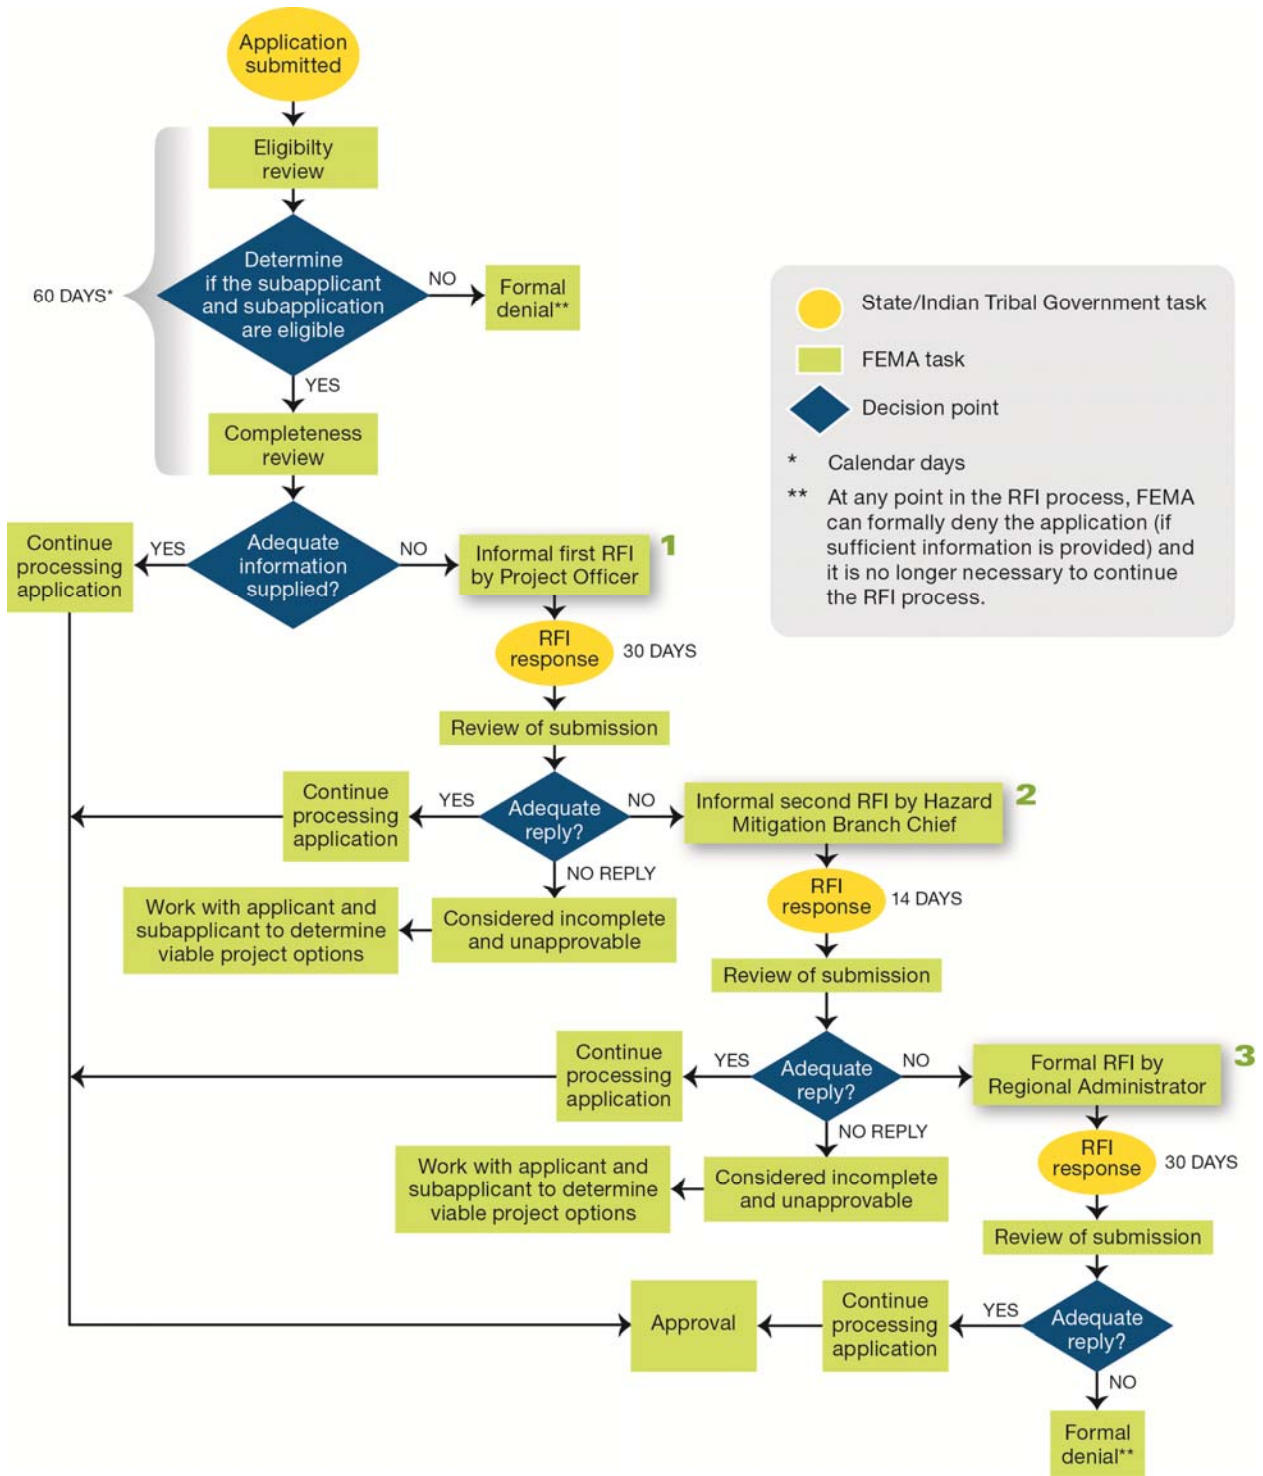 Application
submitted
Eligibilty
review
Determine
if the subapplicant
and subapplication
are eligible
NO
Formal
denial**
60 DAYS*
YES
Completeness
review
State/Indian Tribal Government task
FEMA task
Decision point
* Calendar days
** At any point in the RFI process, FEMA
can formally deny the application (if
sufficient information is provided) and
it is no longer necessary to continue
the RFI process.
Continue
processing
application
YES
Adequate
information
supplied?
NO
Informal first RFI
by Project Officer
1
RFI
response
30 DAYS
Review of submission
Continue
processing
application
YES
Adequate
reply?
NO
Informal second RFI by Hazard
Mitigation Branch Chief
2
NO REPLY
Work with applicant and
subapplicant to determine
viable project options
Considered incomplete
and unapprovable
RFI
response
14 DAYS
Review of submission
Continue
processing
application
YES
Adequate
reply?
NO
Formal RFI by
Regional Administrator
3
NO REPLY
Work with applicant and
subapplicant to determine
viable project options
Considered incomplete
and unapprovable
RFI
response
30 DAYS
Review of submission
Approval
Continue
processing
application
YES
Adequate
reply?
NO
Formal
denial**